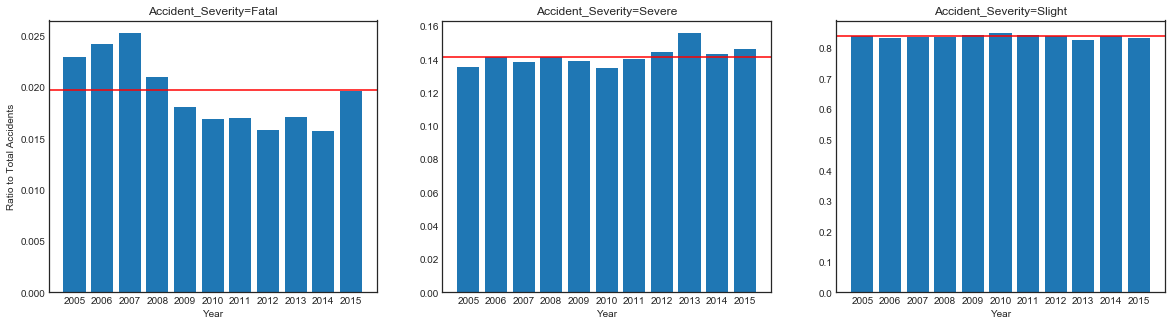 Accident_Severity=Fatal
Ratio to Total Accidents
0.025
0.020
0.015
0.010
0.005
0.000
2005 2006 2007 2008 2009 2010 2011 2012 2013 2014 2015
Year
Accident_Severity=Severe
0.16
0.14
0.12
0.10
0.08
0.06
0.04
0.02
0.00
2005 2006 2007 2008 2009 2010 2011 2012 2013 2014 2015
Year
Accident_Severity=Slight
0.8
0.7
0.6
0.5
0.4
0.3
0.2
0.1
0.0
2005 2006 2007 2008 2009 2010 2011 2012 2013 2014 2015
Year